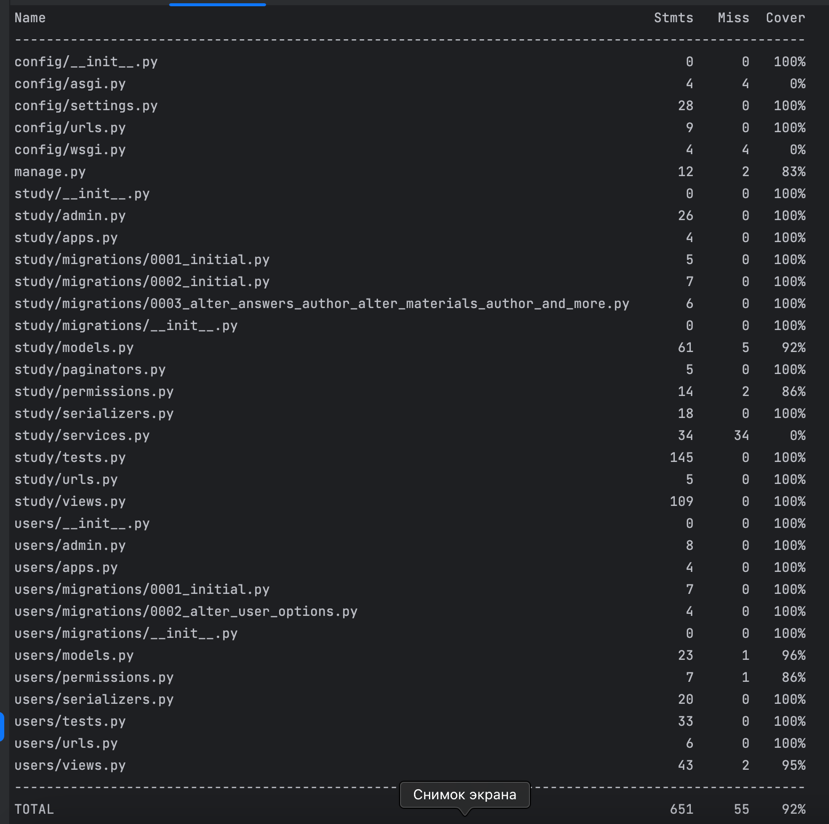 Name Stmts Miss Cover
--------------------------------------------------------------------------------------------------
config/__init__.py 0 0 100%
config/asgi.py 4 4 0%
config/settings.py 28 0 100%
config/urls.py 9 0 100%
config/wsgi.py 4 4 0%
manage.py 12 2 83%
study/__init__.py 0 0 100%
study/admin.py 26 0 100%
study/apps.py 4 0 100%
study/migrations/0001_initial.py 5 0 100%
study/migrations/0002_initial.py 7 0 100%
study/migrations/0003_alter_answers_author_alter_materials_author_and_more.py 6 0 100%
study/migrations/__init__.py 0 0 100%
study/models.py 61 5 92%
study/paginators.py 5 0 100%
study/permissions.py 14 2 86%
study/serializers.py 18 0 100%
study/services.py 34 34 0%
study/tests.py 145 0 100%
study/urls.py 5 0 100%
study/views.py 109 0 100%
users/__init__.py 0 0 100%
users/admin.py 8 0 100%
users/apps.py 4 0 100%
users/migrations/0001_initial.py 7 0 100%
users/migrations/0002_alter_user_options.py 4 0 100%
users/migrations/__init__.py 0 0 100%
users/models.py 23 1 96%
users/permissions.py 7 1 86%
users/serializers.py 20 0 100%
users/tests.py 33 0 100%
users/urls.py 6 0 100%
users/views.py 43 2 95%
--------------------------------------------------------------------------------------------------
Снимок экрана
TOTAL 651 55 92%